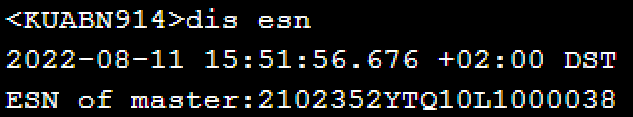 <KUABN914>dis esn
2022-08-11 15:51:56.676 +02:00 DST
ESN of master:2102352YTQ10L1000038